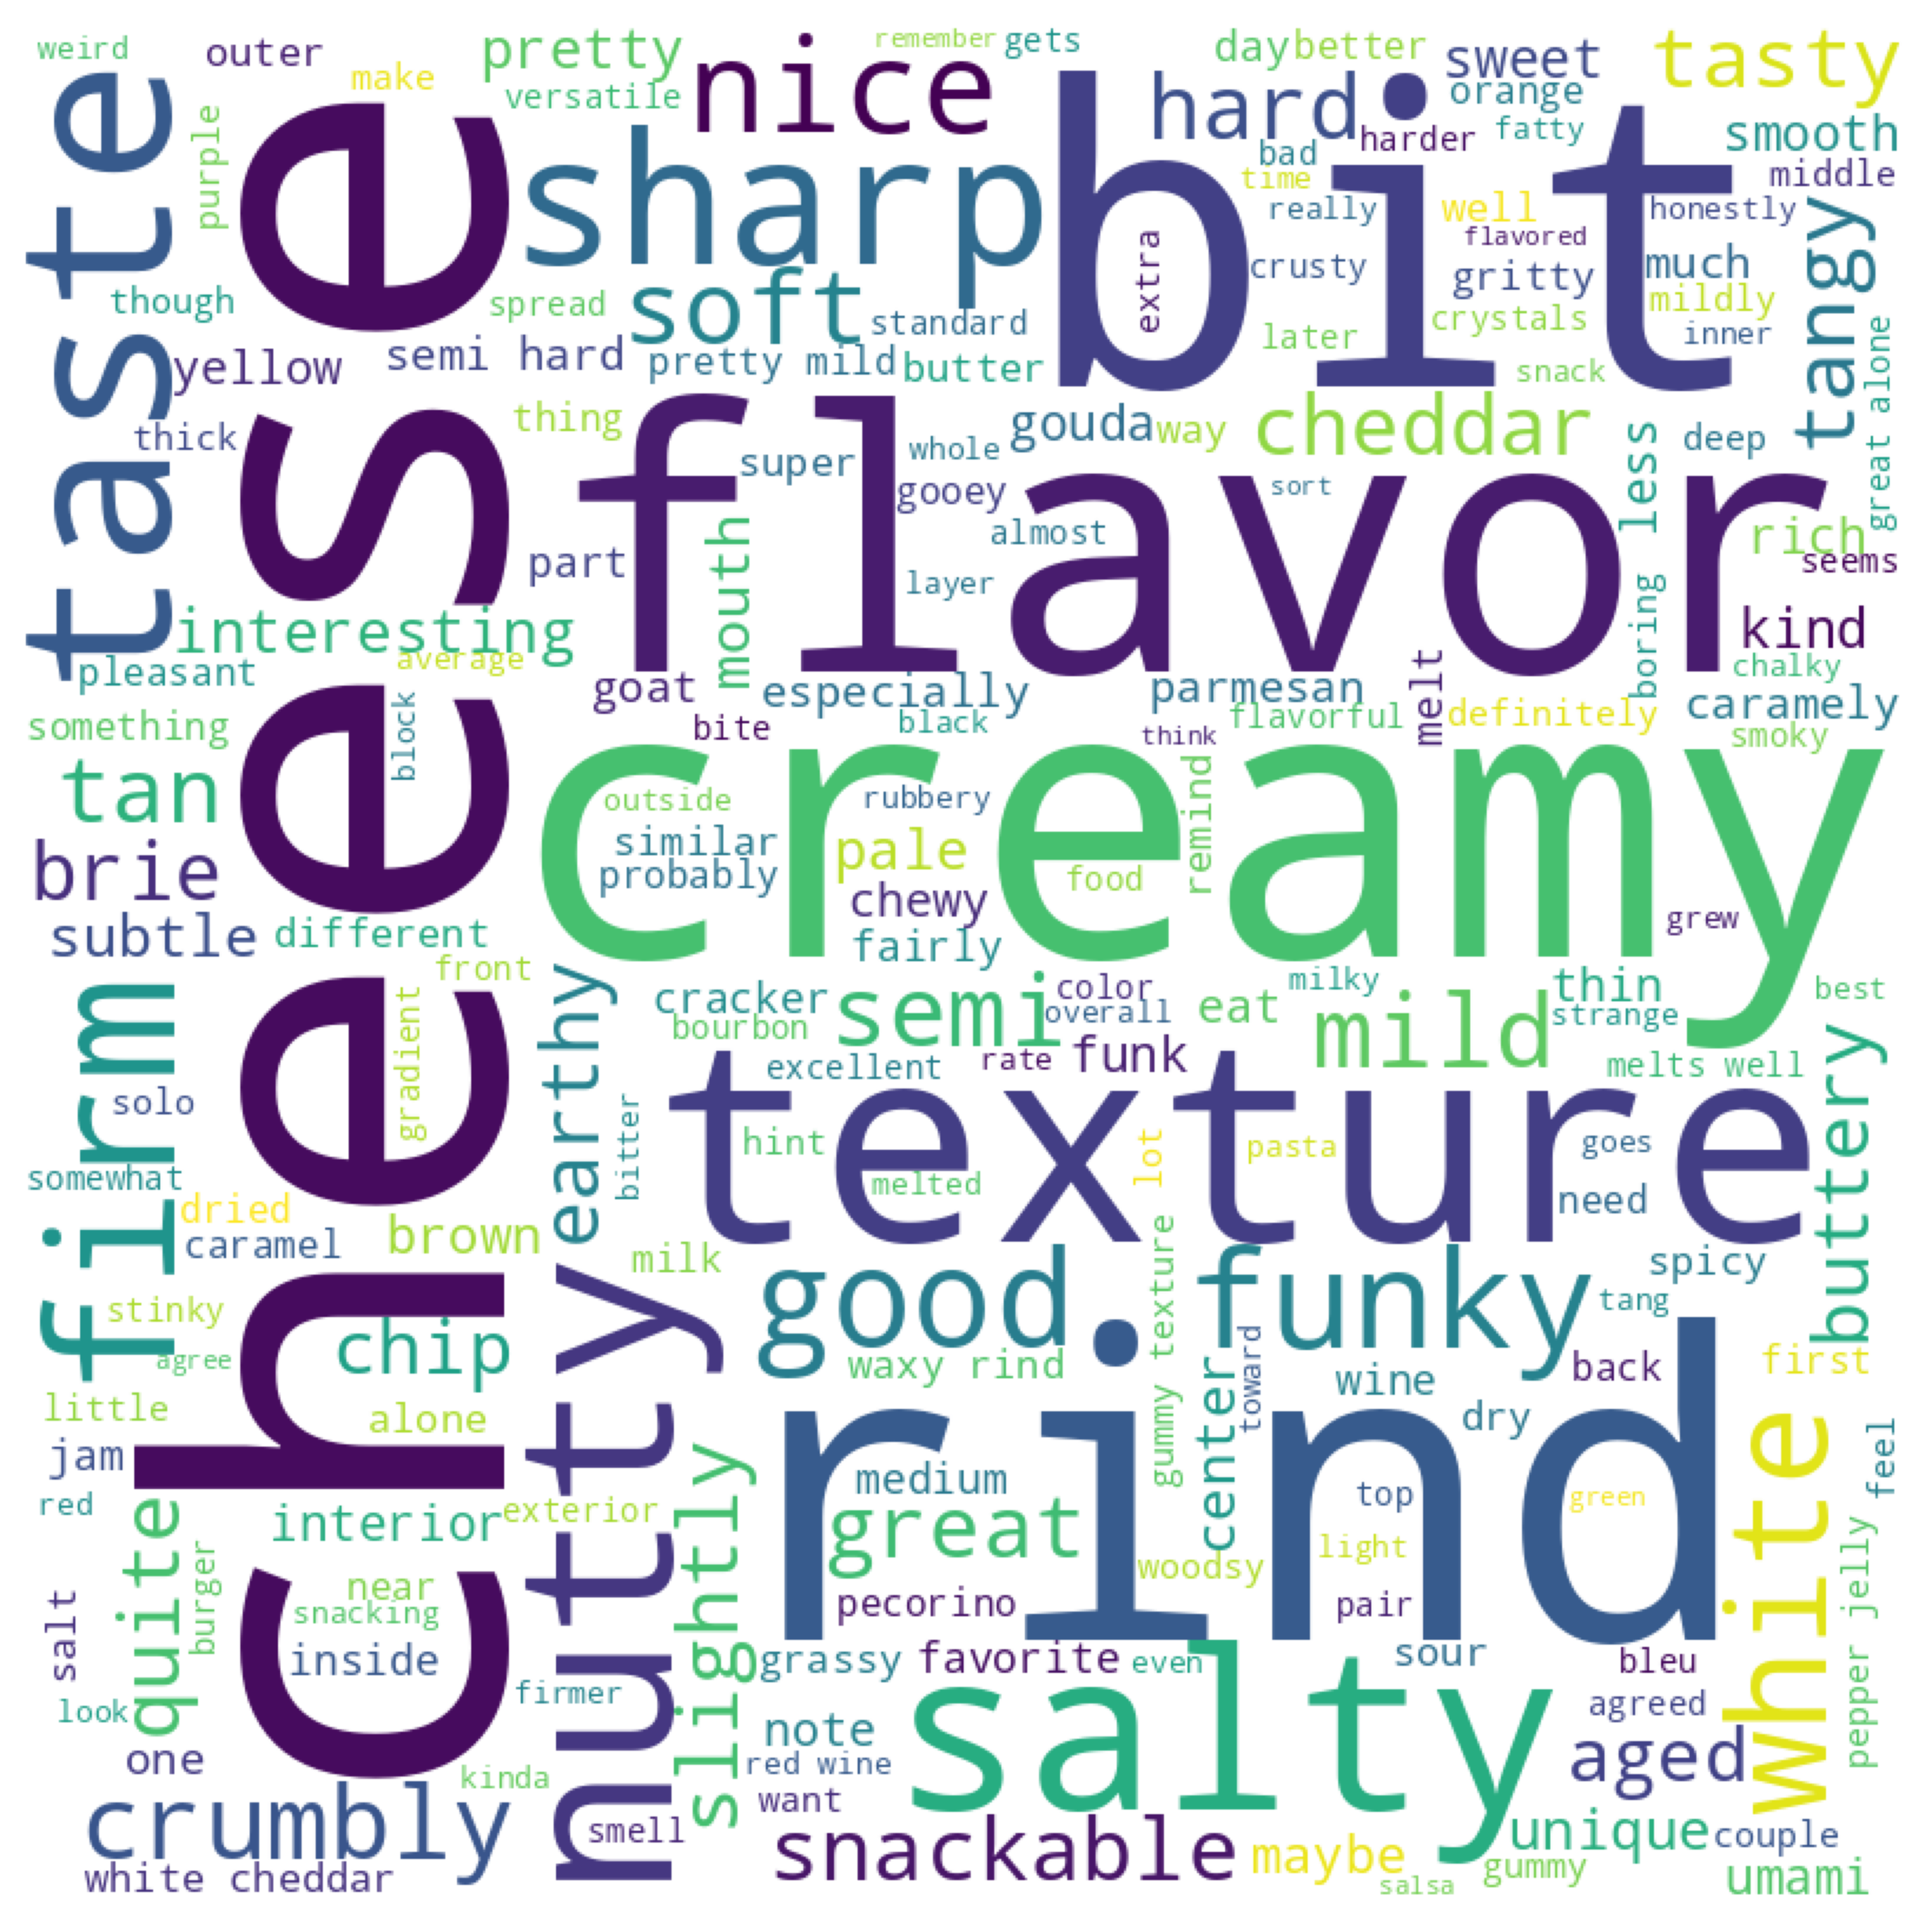 weird
outer
make
pretty
versatile
nice
remember
gets
day
better
sweet
orange
tasty
taste
purple
cheese
sharp
bit
hard
harder
fatty
smooth
bad
time
middle
really
well
honestly
flavored
tangy
though
spread
soft
standard
extra
crusty
gritty
much
mildly
crystals
later
inner
yellow
semi hard
pretty mild
butter
snack
great alone
thick
thing
flavor
super
whole
gouda
way
cheddar
less
deep
gooey
sort
almost
part
mouth
layer
rich
seems
interesting
boring
kind
pleasant
average
goat
especially
parmesan
melt
chalky
something
block
bite
black
think
flavorful
definitely
caramely
smoky
tan
creamy
outside
rubbery
remind
brie
similar
pale
probably
food
chewy
grew
subtle
different
fairly
front
firm
gradient
earthy
cracker
semi
color
overall
milky
eat
mild
thin
strange
best
bourbon
excellent
rate
funk
melts well
buttery
solo
bitter
texture
hint
lot
pasta
goes
somewhat
melted
need
dried
caramel
brown
milk
good
gummy texture
funky
spicy
tang
stinky
chip
nutty
agree
waxy rind
center
toward
wine
back
first
little
alone
rind
dry
white
jam
red
quite
interior
exterior
slightly
medium
great
top
green
feel
light
woodsy
burger
near
snacking
pecorino
pair
pepper jelly
salt
inside
grassy
favorite
even
sour
bleu
look
firmer
salty
agreed
one
note
red wine
aged
kinda
want
crumbly
smell
snackable
maybe
unique
couple
white cheddar
salsa
gummy
umami